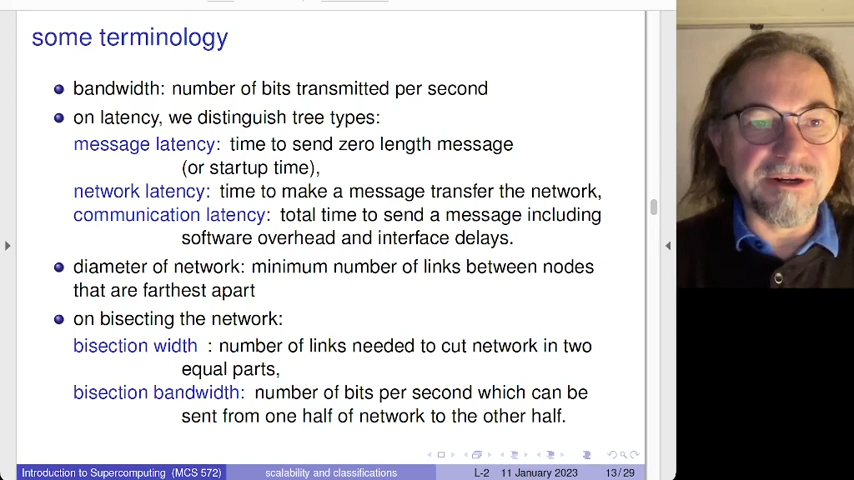 some terminology
bandwidth: number of bits transmitted per second
on latency, we distinguish tree types:
message latency: time to send zero length message
(or startup time),
network latency: time to make a message transfer the network,
communication latency: total time to send a message including
software overhead and interface delays.
diameter of network: minimum number of links between nodes
that are farthest apart
on bisecting the network:
bisection width : number of links needed to cut network in two
equal parts,
bisection bandwidth: number of bits per second which can be
sent from one half of network to the other half.
Introduction to Supercomputing (MCS 572) scalability and classifications L-2 11 January 2023 13 / 29